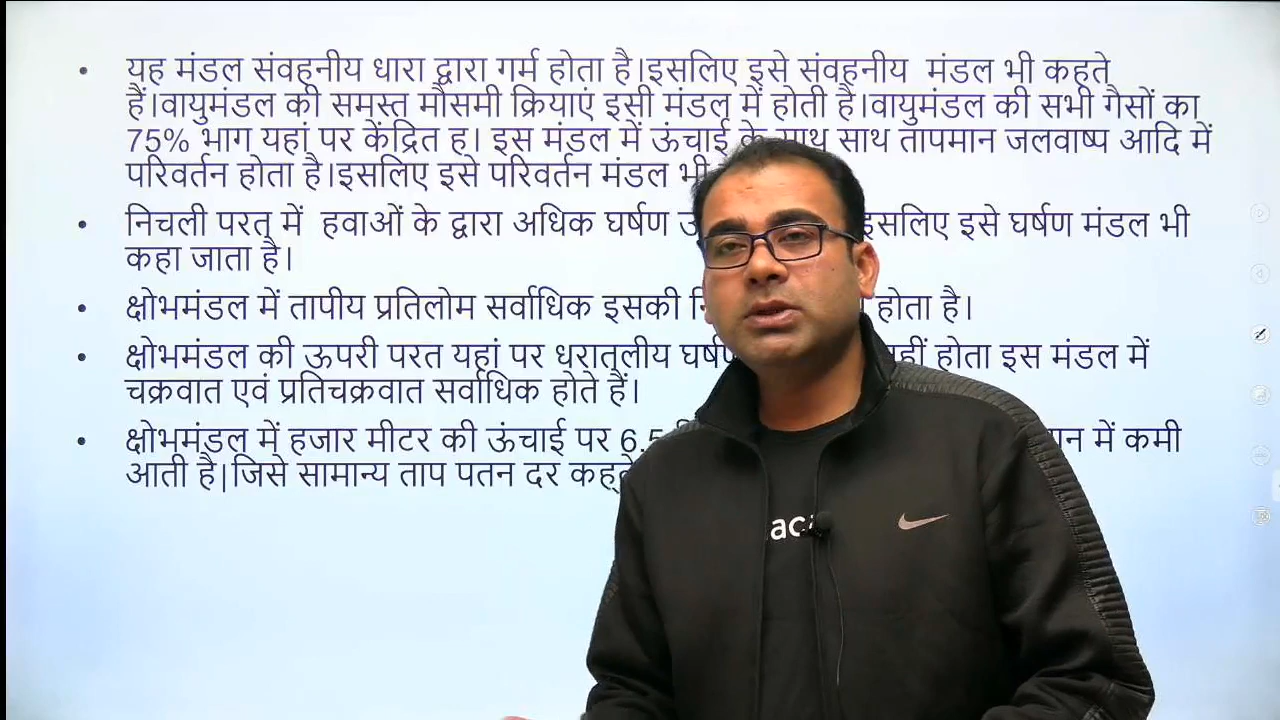 यह मंडल संवहनीय धारा द्वारा गर्म होता है।इसलिए इसे संवहनीय मंडल भी कहते
हैं।वायुमंडल की समस्त मौसमी क्रियाएं इसी मंडल में होती है।वायुमंडल की सभी गैसों का
75% भाग यहां पर केंद्रित ह। इस मंडल में ऊंचाई के साथ साथ तापमान जलवाष्प आदि में
परिवर्तन होता है।इसलिए इसे परिवर्तन मंडल भी
निचली परत में हवाओं के द्वारा अधिक घर्षण इसलिए इसे घर्षण मंडल भी
कहा जाता है।
क्षोभमंडल में तापीय प्रतिलोम सर्वाधिक इसकी होता है।
क्षोभमंडल की ऊपरी परत यहां पर धरातलीय नहीं होता इस मंडल में
चक्रवात एवं प्रतिचक्रवात सर्वाधिक होते हैं।
क्षोभमंडल में हजार मीटर की ऊंचाई पर 6.5 में कमी
आती है|जिसे सामान्य ताप पतन दर